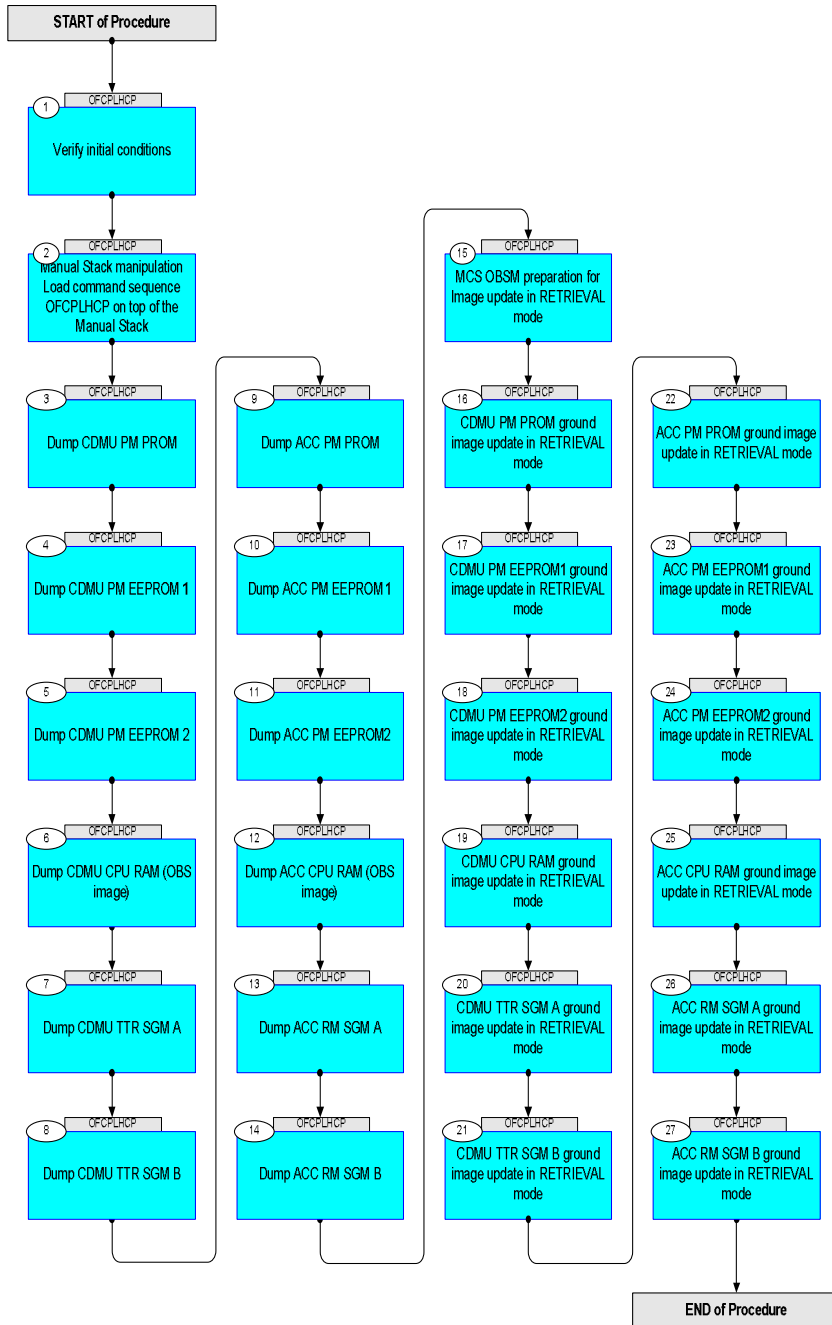 START of Procedure
OFCPLHCP
1
Verify initial conditions
OFCPLHCP
2
Manual Stack manipulation
Load command sequence
OFCPLHCP on top of the
Manual Stack
OFCPLHCP
3
Dump CDMU PM PROM
OFCPLHCP
4
Dump CDMU PM EEPROM 1
OFCPLHCP
5
Dump CDMU PM EEPROM 2
OFCPLHCP
6
Dump CDMU CPU RAM (OBS
image)
OFCPLHCP
7
Dump CDMU TTR SGM A
OFCPLHCP
8
Dump CDMU TTR SGM B
OFCPLHCP
9
Dump ACC PM PROM
OFCPLHCP
10
Dump ACC PM EEPROM 1
OFCPLHCP
11
Dump ACC PM EEPROM2
OFCPLHCP
12
Dump ACC CPU RAM (OBS
image)
OFCPLHCP
13
Dump ACC RM SGM A
OFCPLHCP
14
Dump ACC RM SGM B
OFCPLHCP
15
MCS OBSM preparation for
Image update in RETRIEVAL
mode
OFCPLHCP
16
CDMU PM PROM ground
image update in RETRIEVAL
mode
OFCPLHCP
17
CDMU PM EEPROM1 ground
image update in RETRIEVAL
mode
OFCPLHCP
18
CDMU PM EEPROM2 ground
image update in RETRIEVAL
mode
OFCPLHCP
19
CDMU CPU RAM ground
image update in RETRIEVAL
mode
OFCPLHCP
20
CDMU TTR SGM A ground
image update in RETRIEVAL
mode
OFCPLHCP
21
CDMU TTR SGM B ground
image update in RETRIEVAL
mode
OFCPLHCP
22
ACC PM PROM ground image
update in RETRIEVAL mode
OFCPLHCP
23
ACC PM EEPROM1 ground
image update in RETRIEVAL
mode
OFCPLHCP
24
ACC PM EEPROM2 ground
image update in RETRIEVAL
mode
OFCPLHCP
25
ACC CPU RAM ground image
update in RETRIEVAL mode
OFCPLHCP
26
ACC RM SGM A ground
image update in RETRIEVAL
mode
OFCPLHCP
27
ACC RM SGM B ground
image update in RETRIEVAL
mode
END of Procedure